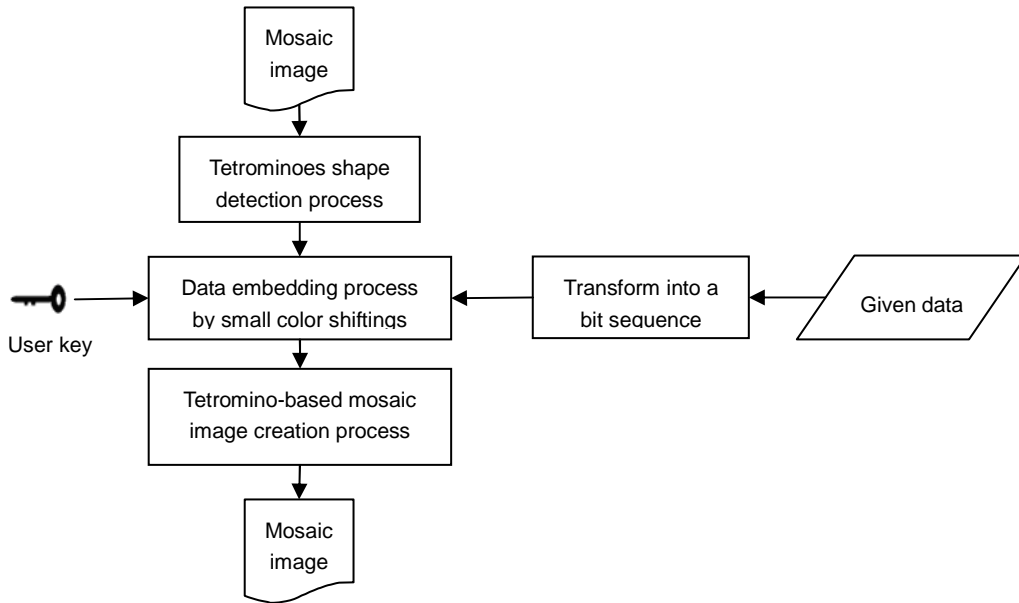 Mosaic
image
Tetrominoes shape
detection process
Data embedding process
by small color shiftings
Transform into a
bit sequence
Given data
User key
Tetromino-based mosaic
image creation process
Mosaic
image